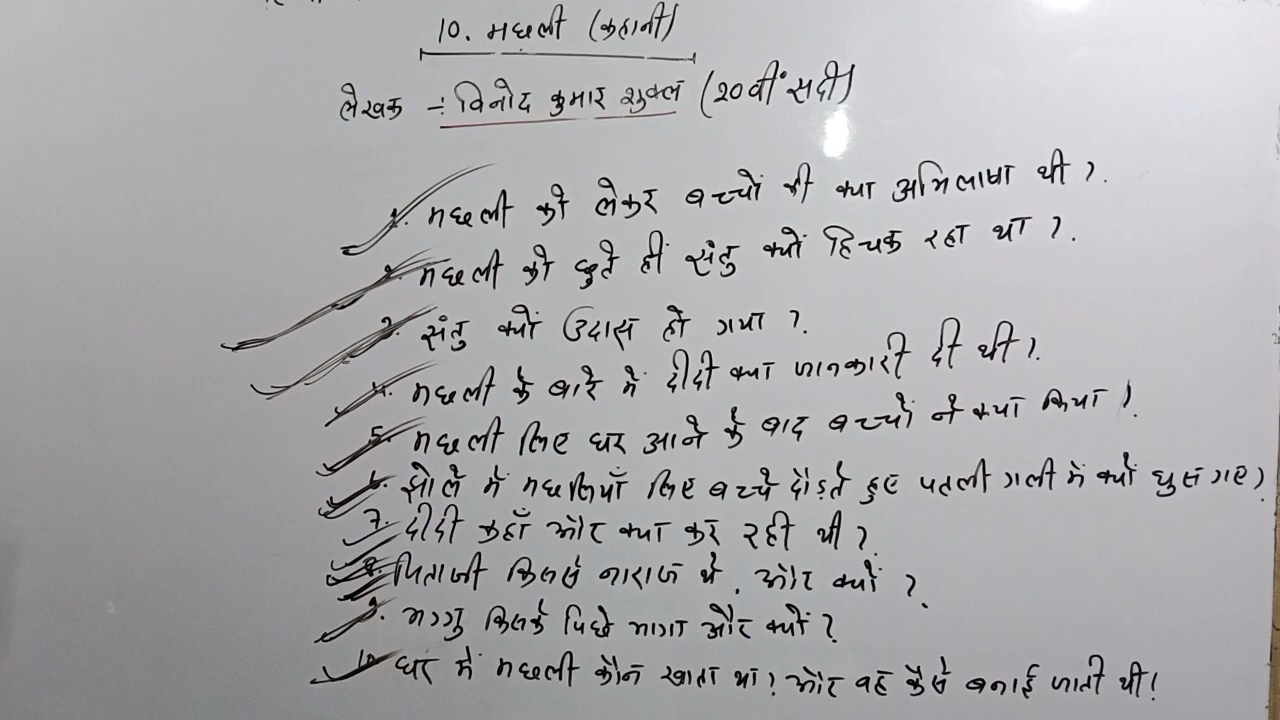 10. मछली (कहानी)
लेखक -: विनोद कुमार शुक्ल (20वीं सदी)
1. मछली को लेकर बच्चों की क्या अभिलाषा थी ?
2. मछली को छुते ही संतु क्यों हिचक रहा था ?
3. संतु क्यों उदास हो गया ?
4. मछली के बारे में दीदी क्या जानकारी दी थी ?
5. मछली लिए घर आने के बाद बच्चों ने क्या किया ?
6. झोले में मछलियाँ लिए बच्चे दौड़ते हुए पतली गली में क्यों घुस गए ?
7. दीदी कहाँ और क्या कर रही थी ?
8. पिताजी किससे नाराज थे, और क्यों ?
9. भग्गु किसके पिछे भागा और क्यों ?
10 घर में मछली कौन खाता था ? और वह कैसे बनाई जाती थी !